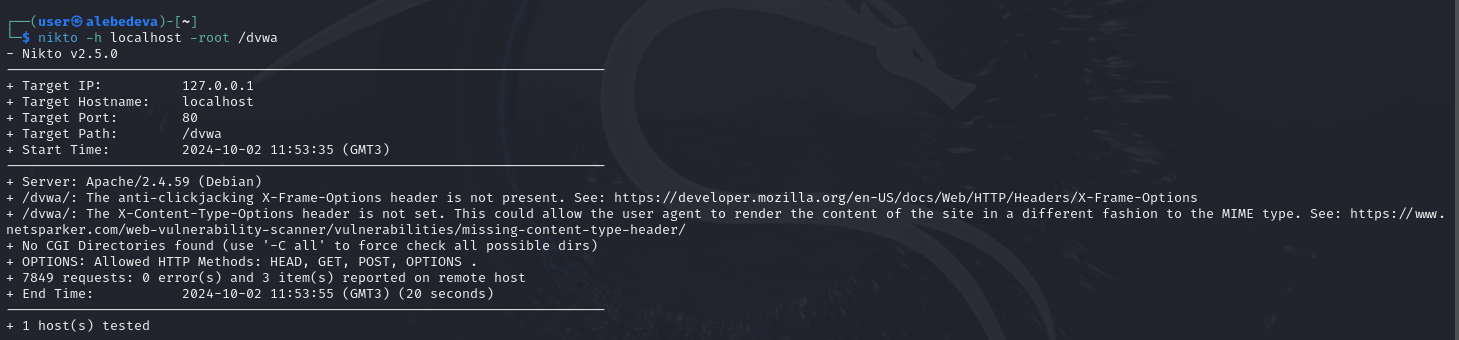 ┌──(user㉿alebedeva)-[~]
└─$ nikto -h localhost -root /dvwa
- Nikto v2.5.0
---------------------------------------------------------------------------
+ Target IP:          127.0.0.1
+ Target Hostname:    localhost
+ Target Port:        80
+ Target Path:        /dvwa
+ Start Time:         2024-10-02 11:53:35 (GMT3)
---------------------------------------------------------------------------
+ Server: Apache/2.4.59 (Debian)
+ /dvwa/: The anti-clickjacking X-Frame-Options header is not present. See: https://developer.mozilla.org/en-US/docs/Web/HTTP/Headers/X-Frame-Options
+ /dvwa/: The X-Content-Type-Options header is not set. This could allow the user agent to render the content of the site in a different fashion to the MIME type. See: https://www.
netsparker.com/web-vulnerability-scanner/vulnerabilities/missing-content-type-header/
+ No CGI Directories found (use '-C all' to force check all possible dirs)
+ OPTIONS: Allowed HTTP Methods: HEAD, GET, POST, OPTIONS .
+ 7849 requests: 0 error(s) and 3 item(s) reported on remote host
+ End Time:           2024-10-02 11:53:55 (GMT3) (20 seconds)
---------------------------------------------------------------------------
+ 1 host(s) tested